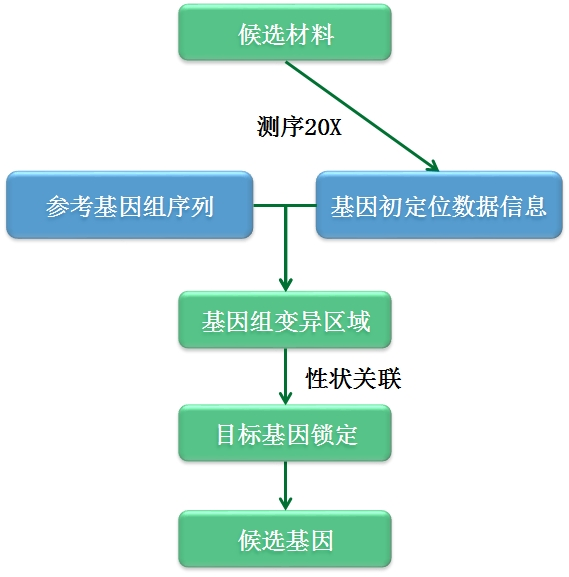 候选材料
测序20X
参考基因组序列
基因初定位数据信息
基因组变异区域
性状关联
目标基因锁定
候选基因